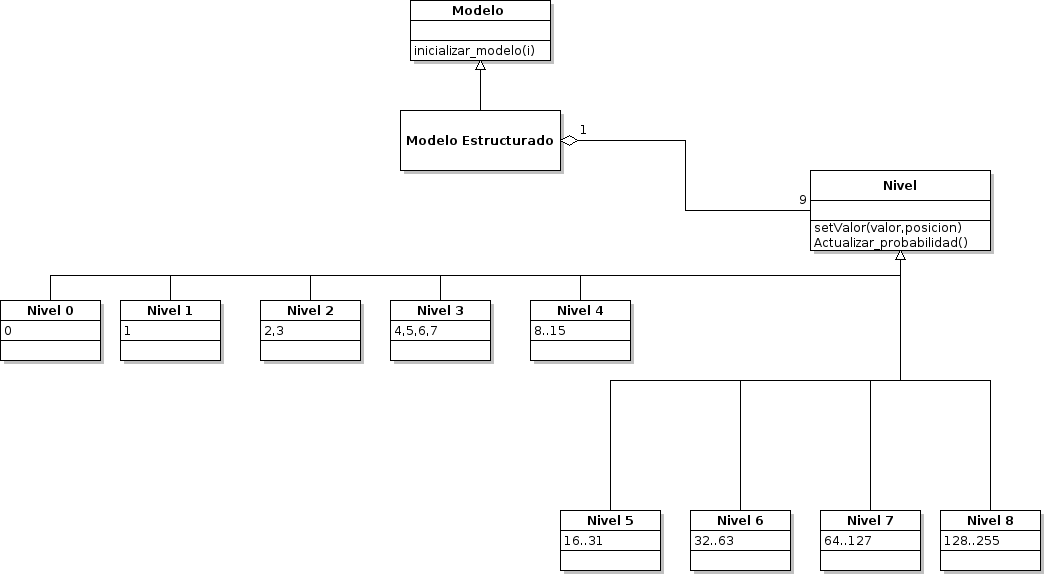 Modelo
inicializar_modelo(i)
Modelo Estructurado
1
9
Nivel
setValor(valor,posicion)
Actualizar_probabilidad()
Nivel 0
0
Nivel 1
1
Nivel 2
2,3
Nivel 3
4,5,6,7
Nivel 4
8..15
Nivel 5
16..31
Nivel 6
32..63
Nivel 7
64..127
Nivel 8
128..255